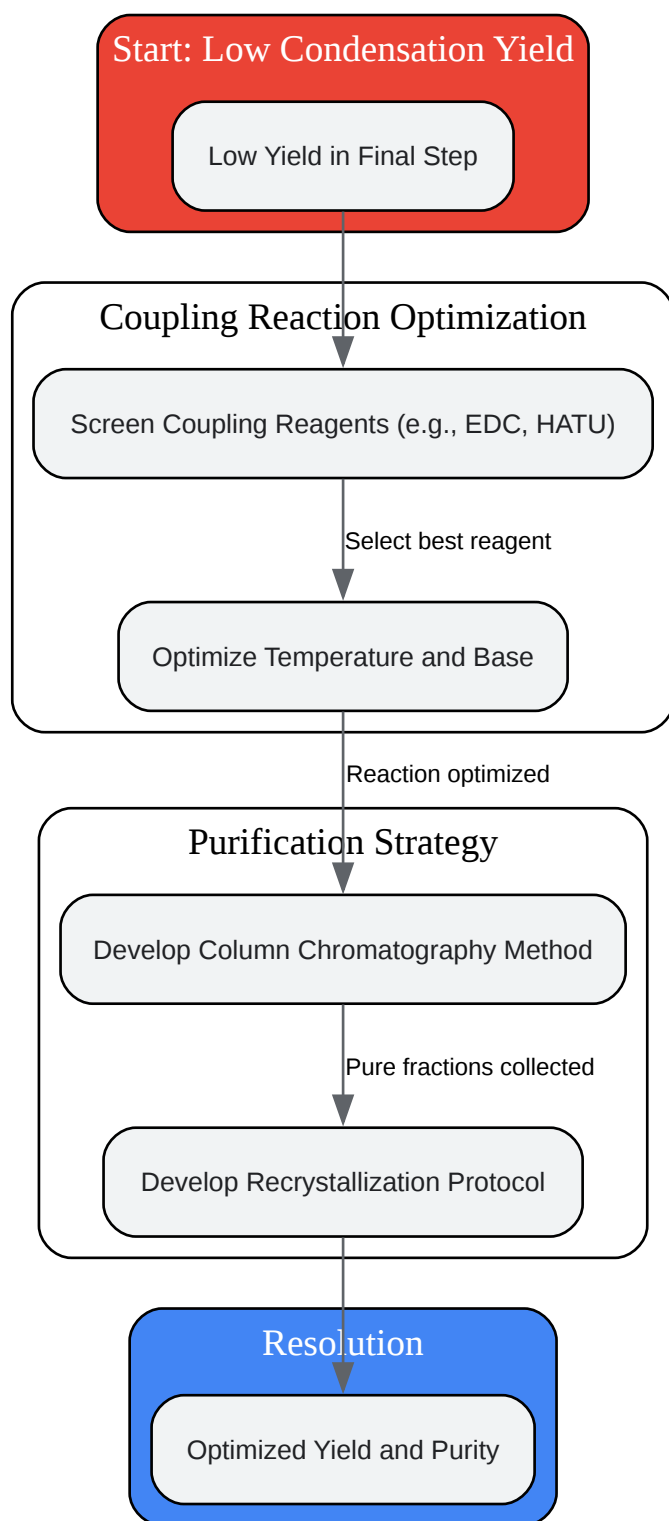 Start: Low Condensation Yield
Low Yield in Final Step
Coupling Reaction Optimization
Screen Coupling Reagents (e.g., EDC, HATU)
Select best reagent
Optimize Temperature and Base
Reaction optimized
Purification Strategy
Develop Column Chromatography Method
Pure fractions collected
Develop Recrystallization Protocol
Resolution
Optimized Yield and Purity